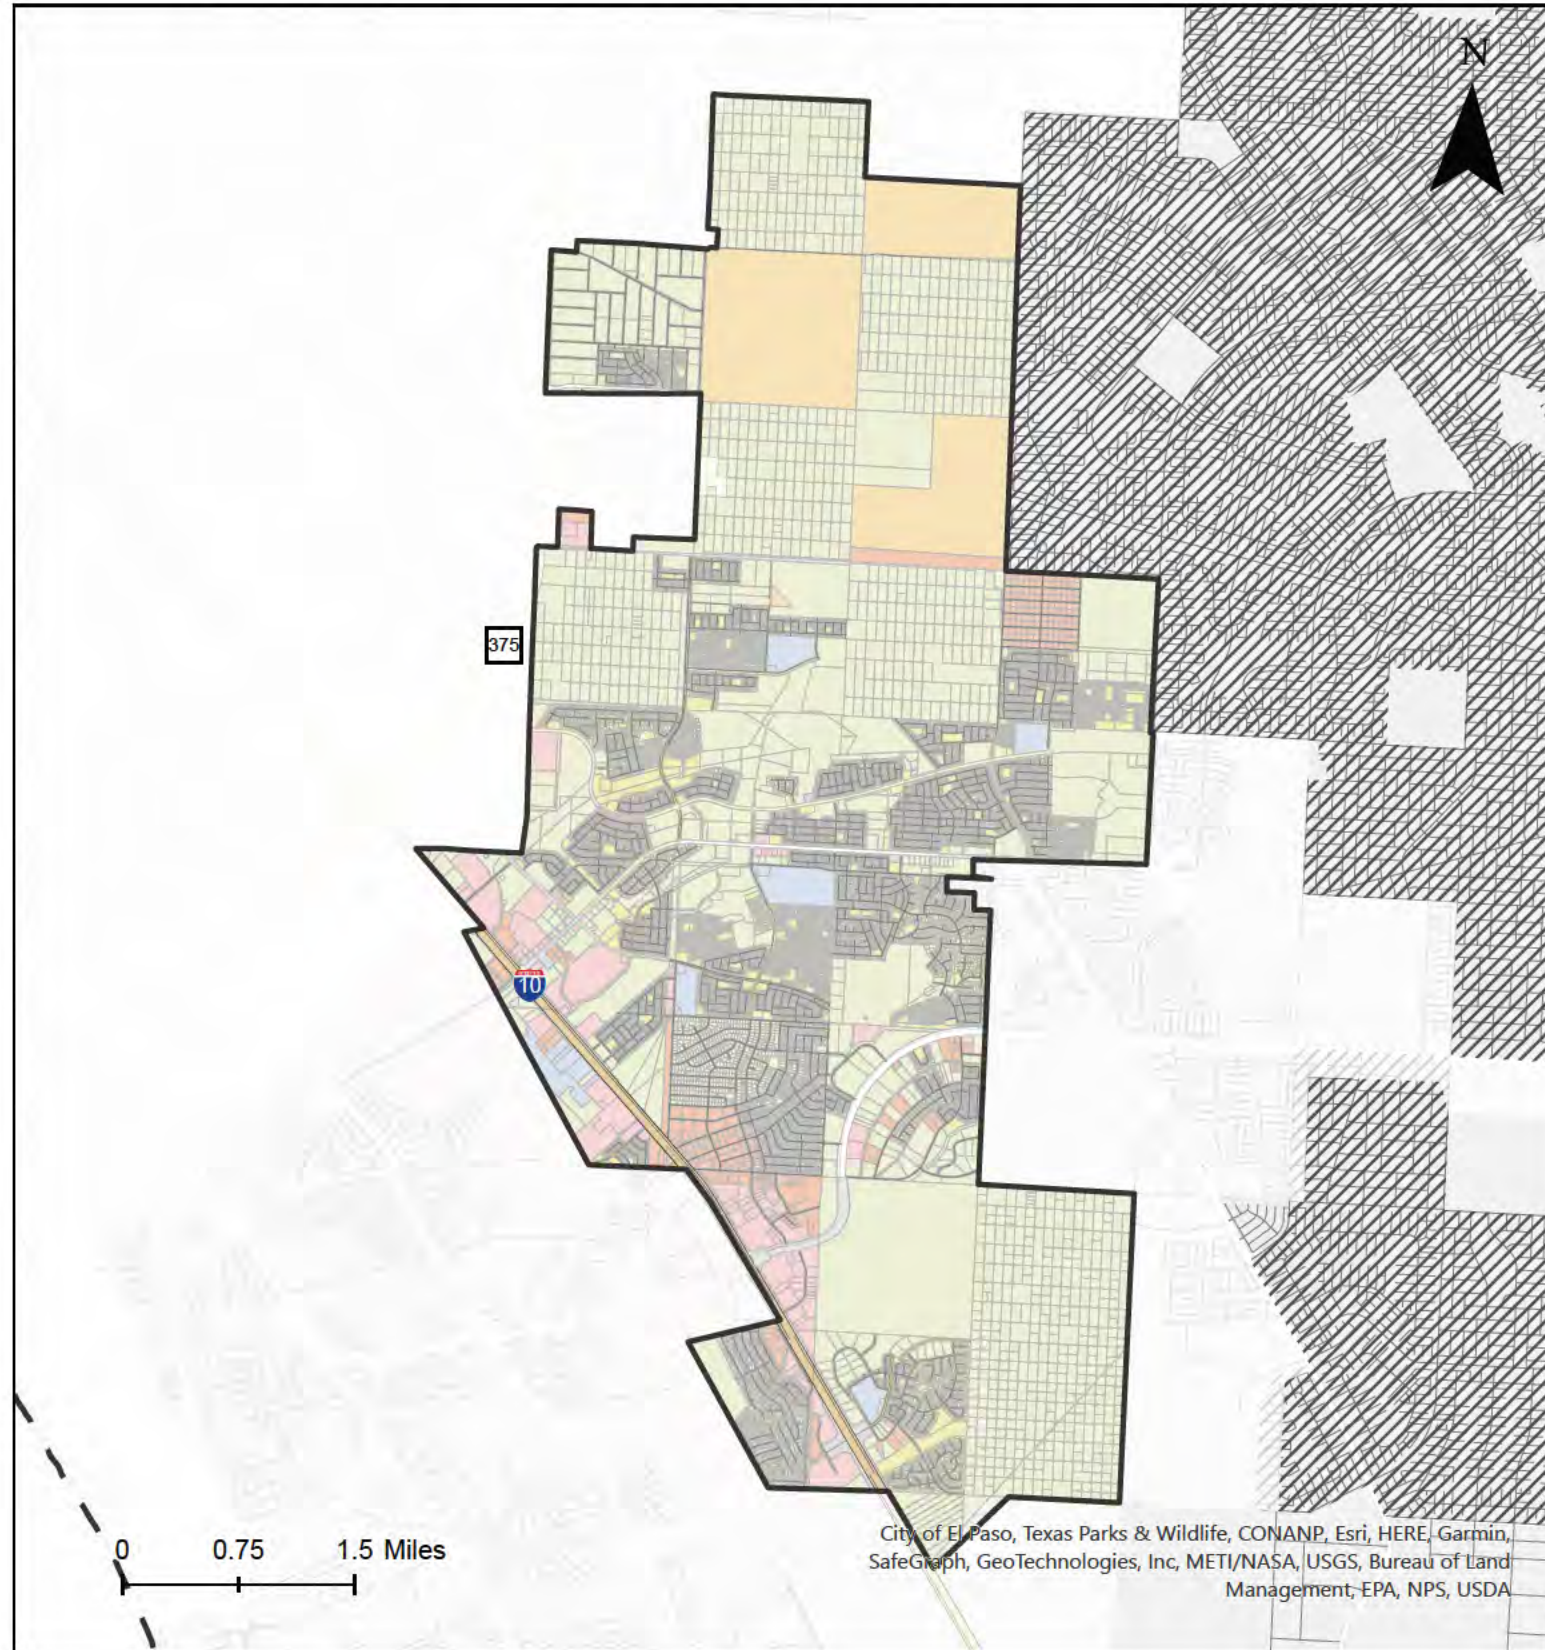 N
375
10
0 0.75 1.5 Miles
City of El Paso, Texas Parks & Wildlife, CONANP, Esri, HERE, Garmin,
SafeGraph, GeoTechnologies, Inc, METI/NASA, USGS, Bureau of Land
Management, EPA, NPS, USDA